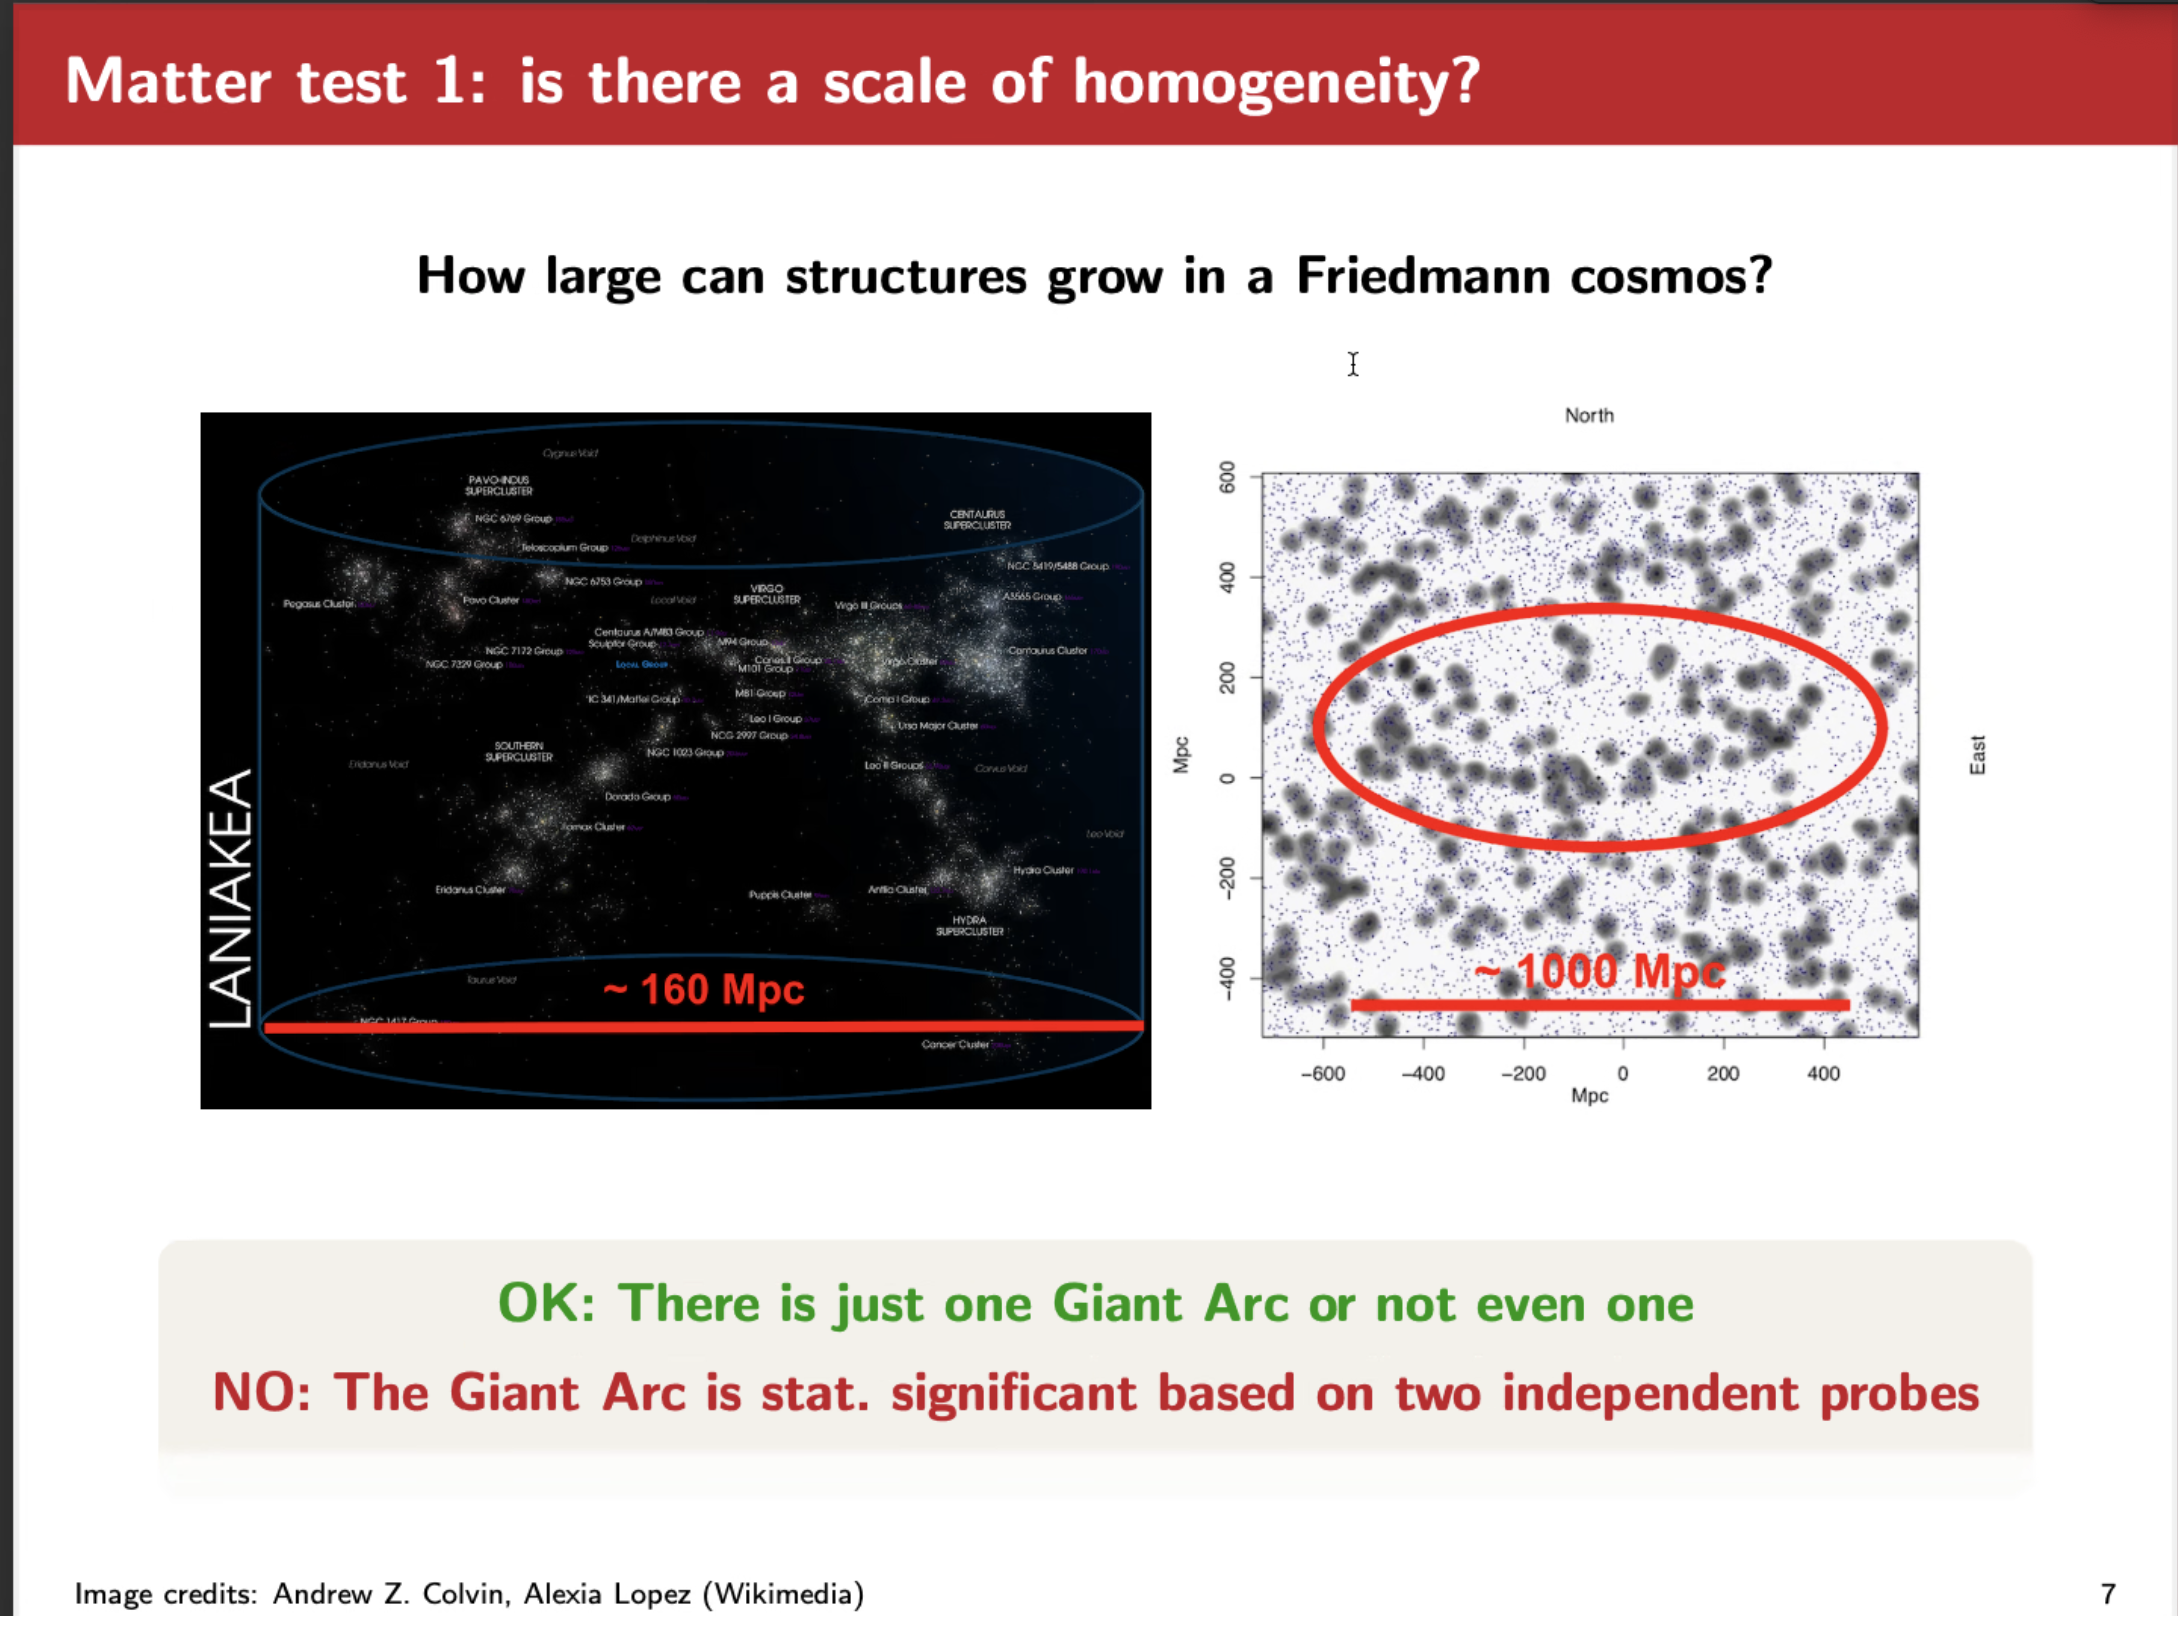 Matter test 1: is there a scale of homogeneity?
How large can structures grow in a Friedmann cosmos?
LANIAKEA
Cygnus Void
PAVO-INDUS
SUPERCLUSTER
NGC 6769 Group
CENTAURUS
SUPERCLUSTER
Delphinus Void
Telescopium Group
NGC 5419/5488 Group
NGC 6753 Group
VIRGO
SUPERCLUSTER
Pegasus Cluster
Pavo Cluster
Local Void
Virgo III Groups
A3565 Group
Centaurus A/M83 Group
Sculptor Group
M94 Group
NGC 7172 Group
Centaurus Cluster
NGC 7329 Group
Local Group
Canes II Group
Virgo Cluster
M101 Group
IC 341/Maffei Group
M81 Group
Coma I Group
Leo I Group
Ursa Major Cluster
NGC 2997 Group
SOUTHERN
SUPERCLUSTER
NGC 1023 Group
Eridanus Void
Leo II Groups
Corvus Void
Dorado Group
Fornax Cluster
Leo Void
Hydra Cluster
Eridanus Cluster
Puppis Cluster
Antlia Cluster
HYDRA
SUPERCLUSTER
Taurus Void
~ 160 Mpc
NGC 1417 Group
Cancer Cluster
North
600
400
200
0
−200
−400
Mpc
East
~ 1000 Mpc
−600 −400 −200 0 200 400
Mpc
OK: There is just one Giant Arc or not even one
NO: The Giant Arc is stat. significant based on two independent probes
Image credits: Andrew Z. Colvin, Alexia Lopez (Wikimedia)
7